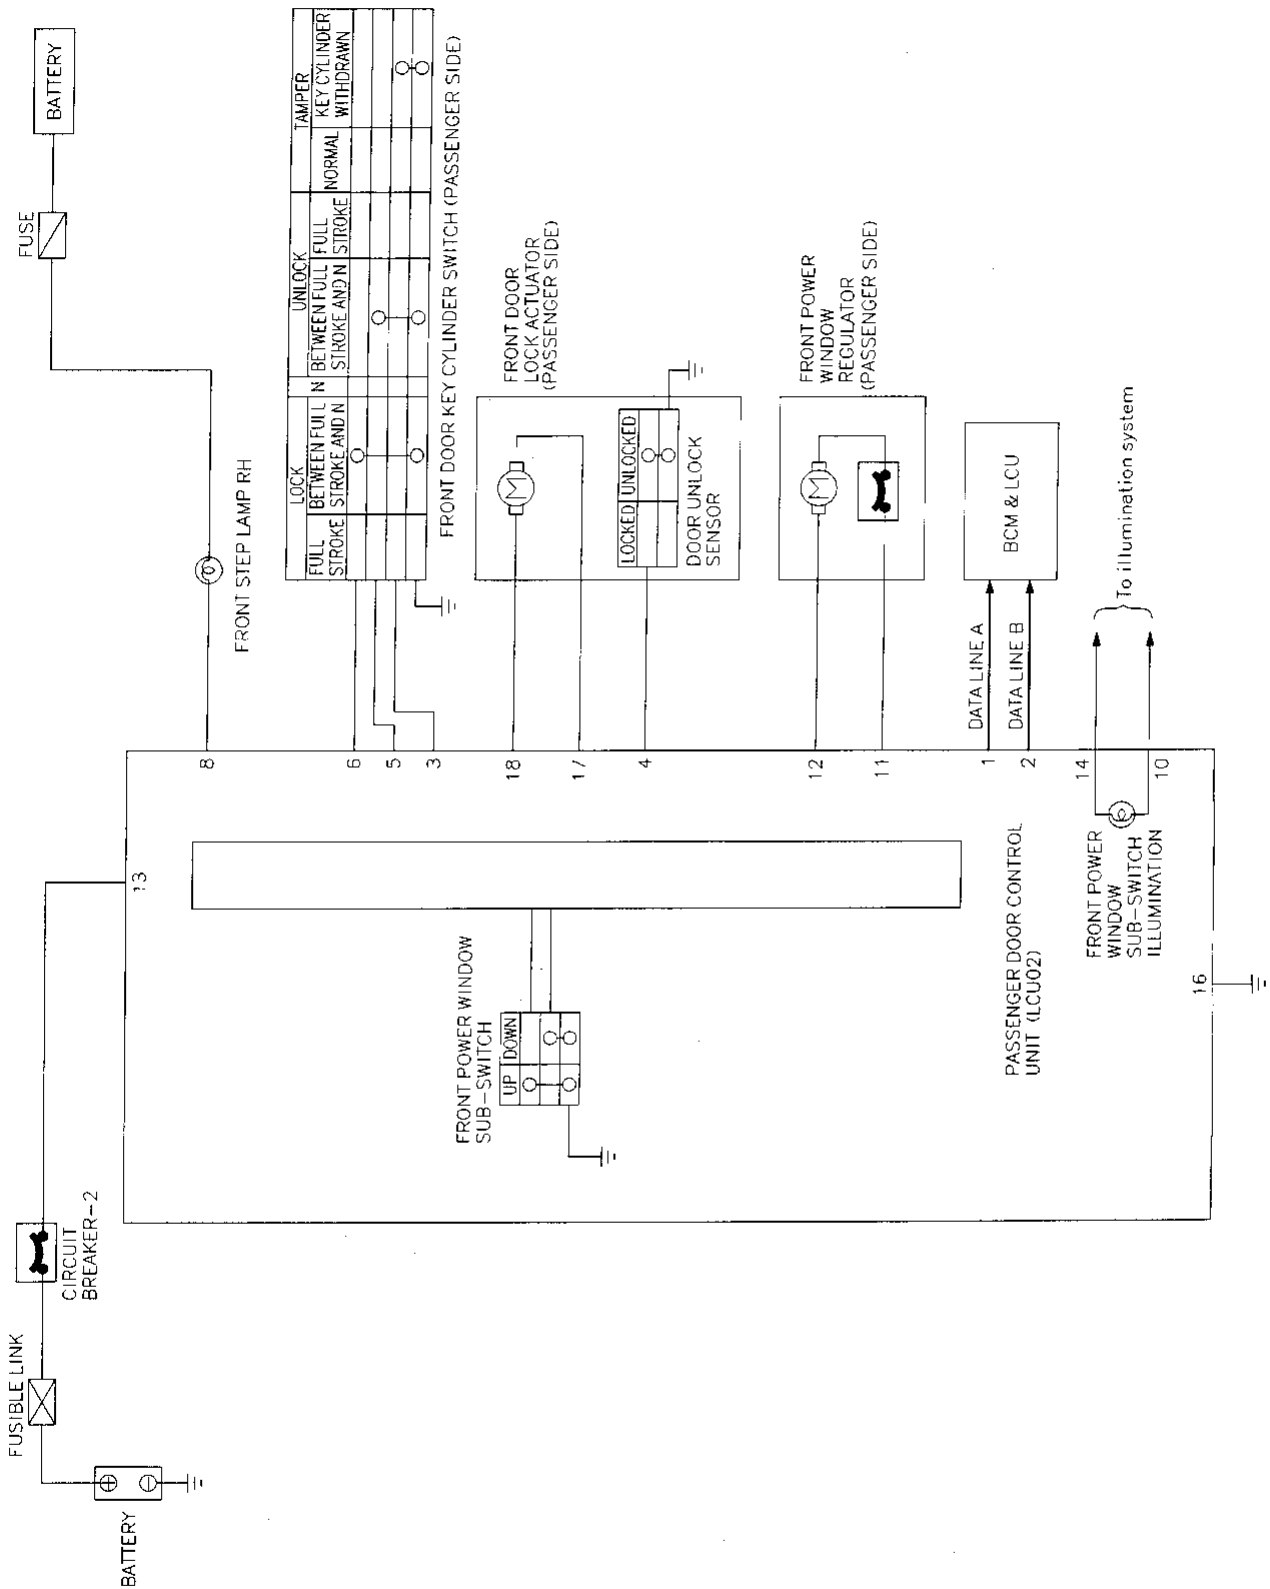 BATTERY
FUSIBLE LINK
CIRCUIT
BREAKER-2
BATTERY
FUSE
FRONT STEP LAMP RH
LOCK
UNLOCK
TAMPER
FULL
STROKE
BETWEEN FULL
STROKE AND N
N
BETWEEN FULL
STROKE AND N
FULL
STROKE
NORMAL
KEY CYLINDER
WITHDRAWN
FRONT DOOR KEY CYLINDER SWITCH (PASSENGER SIDE)
FRONT DOOR
LOCK ACTUATOR
(PASSENGER SIDE)
M
LOCKED
UNLOCKED
DOOR UNLOCK
SENSOR
FRONT POWER
WINDOW
REGULATOR
(PASSENGER SIDE)
M
BCM & LCU
DATA LINE A
DATA LINE B
To illumination system
13
8
6
5
3
18
17
4
12
11
1
2
14
10
16
FRONT POWER WINDOW
SUB-SWITCH
UP
DOWN
PASSENGER DOOR CONTROL
UNIT (LCU02)
FRONT POWER
WINDOW
SUB-SWITCH
ILLUMINATION